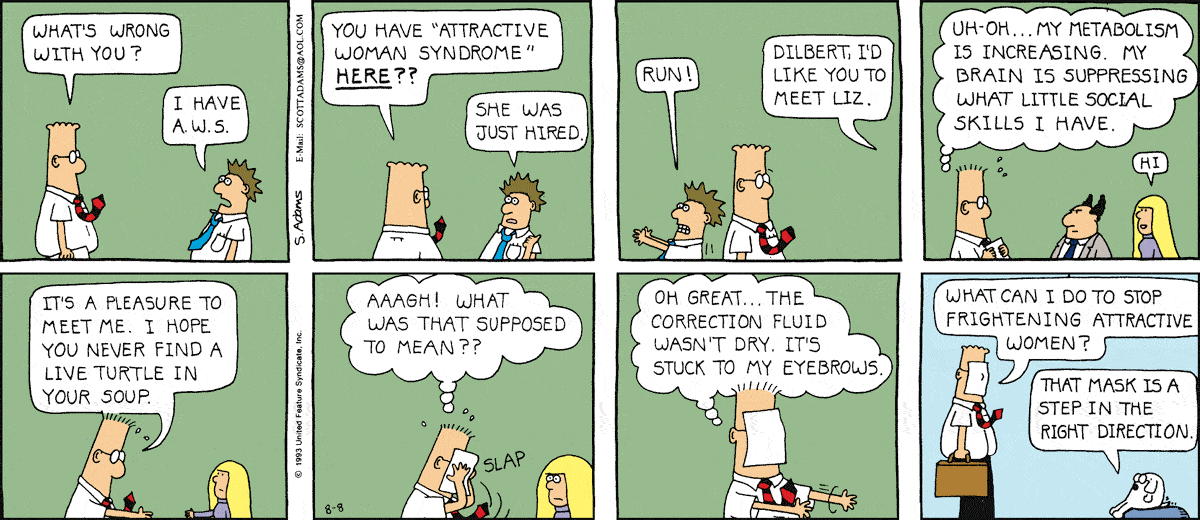 WHAT'S WRONG
WITH YOU?
I HAVE
A.W.S.
S. Adams E-Mail: SCOTTADAMS@AOL.COM
YOU HAVE "ATTRACTIVE
WOMAN SYNDROME"
HERE??
SHE WAS
JUST HIRED.
RUN!
DILBERT, I'D
LIKE YOU TO
MEET LIZ.
UH-OH... MY METABOLISM
IS INCREASING. MY
BRAIN IS SUPPRESSING
WHAT LITTLE SOCIAL
SKILLS I HAVE.
HI
IT'S A PLEASURE TO
MEET ME. I HOPE
YOU NEVER FIND A
LIVE TURTLE IN
YOUR SOUP.
© 1993 United Feature Syndicate, Inc.
AAAGH! WHAT
WAS THAT SUPPOSED
TO MEAN??
SLAP
8-8
OH GREAT... THE
CORRECTION FLUID
WASN'T DRY. IT'S
STUCK TO MY EYEBROWS.
WHAT CAN I DO TO STOP
FRIGHTENING ATTRACTIVE
WOMEN?
THAT MASK IS A
STEP IN THE
RIGHT DIRECTION.